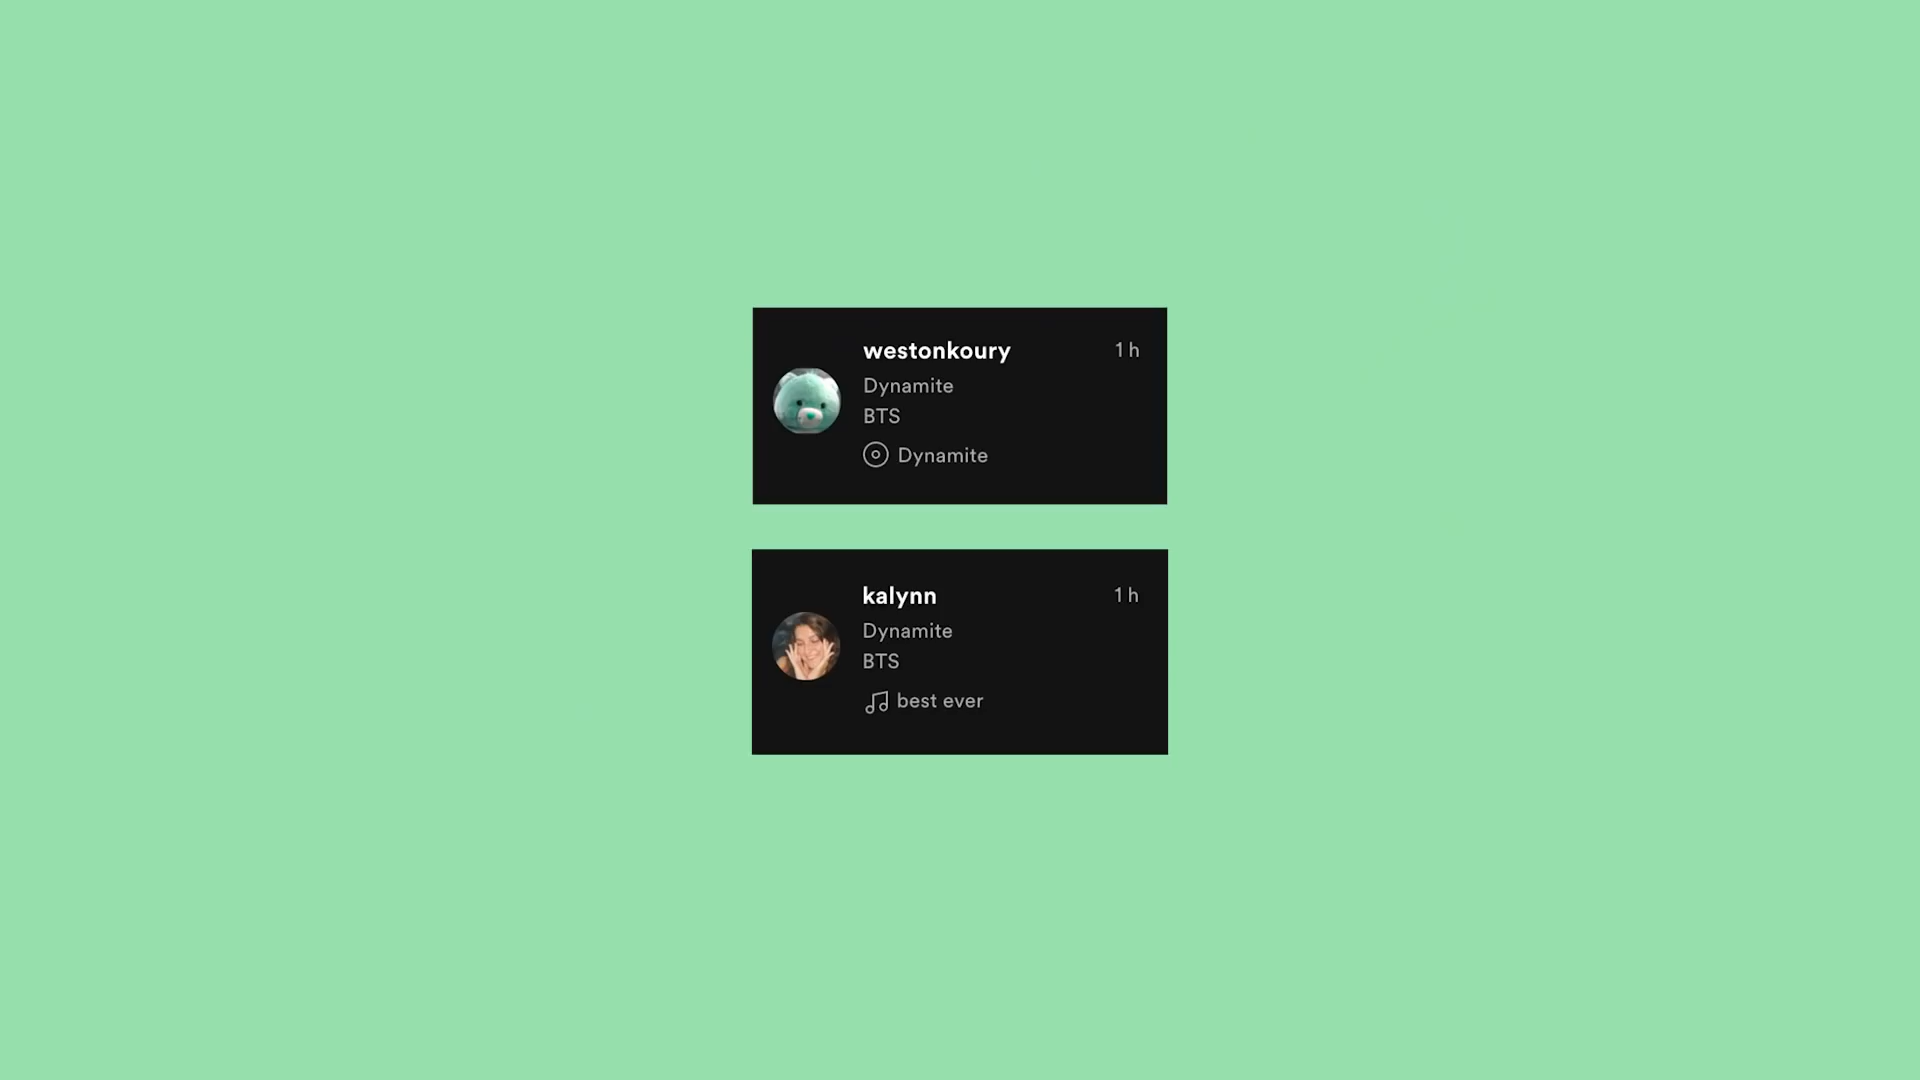 westonkoury 1 h
Dynamite
BTS
Dynamite
kalynn 1 h
Dynamite
BTS
best ever